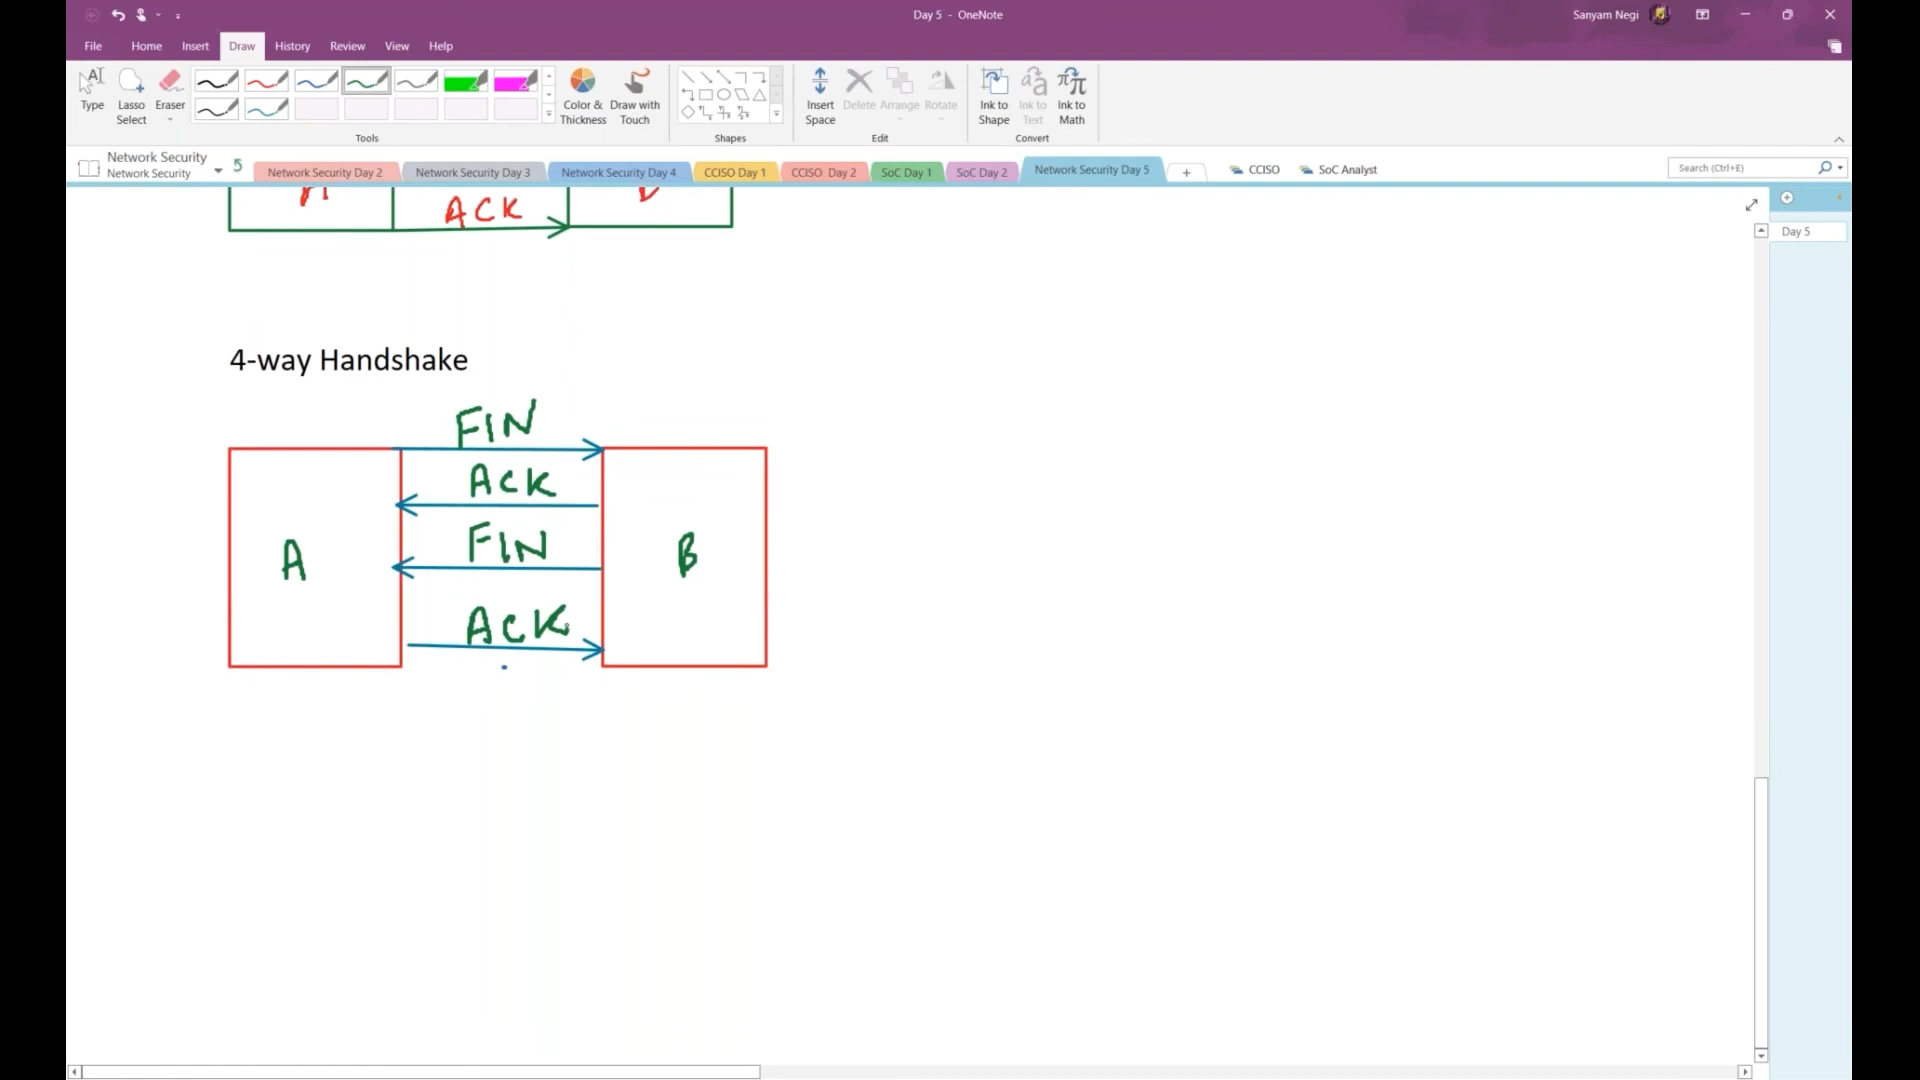 Day 5 - OneNote
Sanyam Negi
File Home Insert Draw History Review View Help
Type
Lasso Select
Eraser
Color & Thickness
Draw with Touch
Insert Space
Delete
Arrange
Rotate
Ink to Shape
Ink to Text
Ink to Math
Tools Shapes Edit Convert
Network Security
Network Security
Network Security Day 2 Network Security Day 3 Network Security Day 4 CCISO Day 1 CCISO Day 2 SoC Day 1 SoC Day 2 Network Security Day 5 CCISO SoC Analyst
Search (Ctrl+E)
Day 5
ACK
4-way Handshake
FIN
ACK
FIN
A
B
ACK